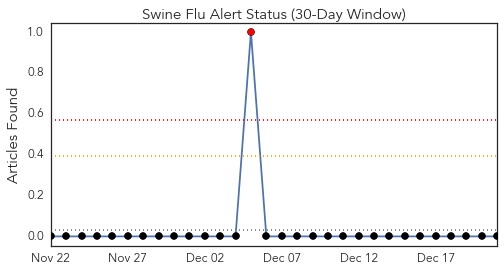 Swine Flu Alert Status (30-Day Window)
Articles Found
1.0
0.8
0.6
0.4
0.2
0.0
Nov 22 Nov 27 Dec 02 Dec 07 Dec 12 Dec 17